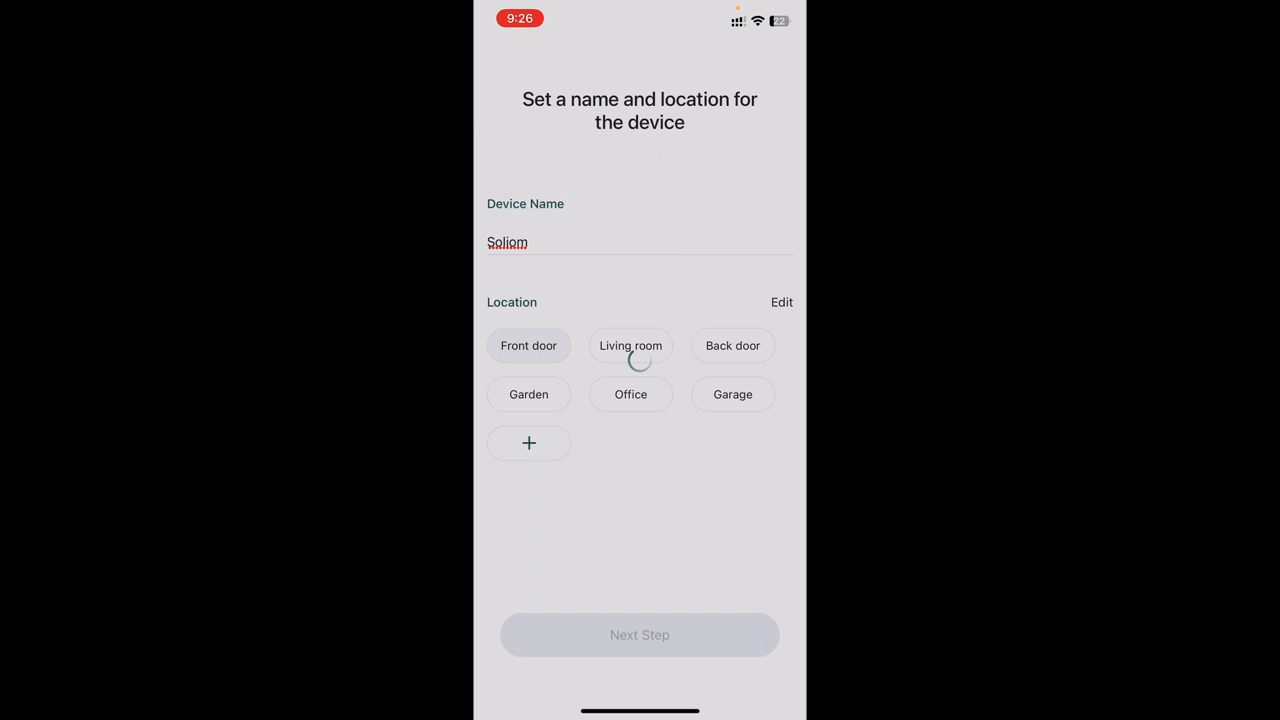 9:26
22
Set a name and location for
the device
Device Name
Soliom
Location
Edit
Front door
Living room
Back door
Garden
Office
Garage
+
Next Step